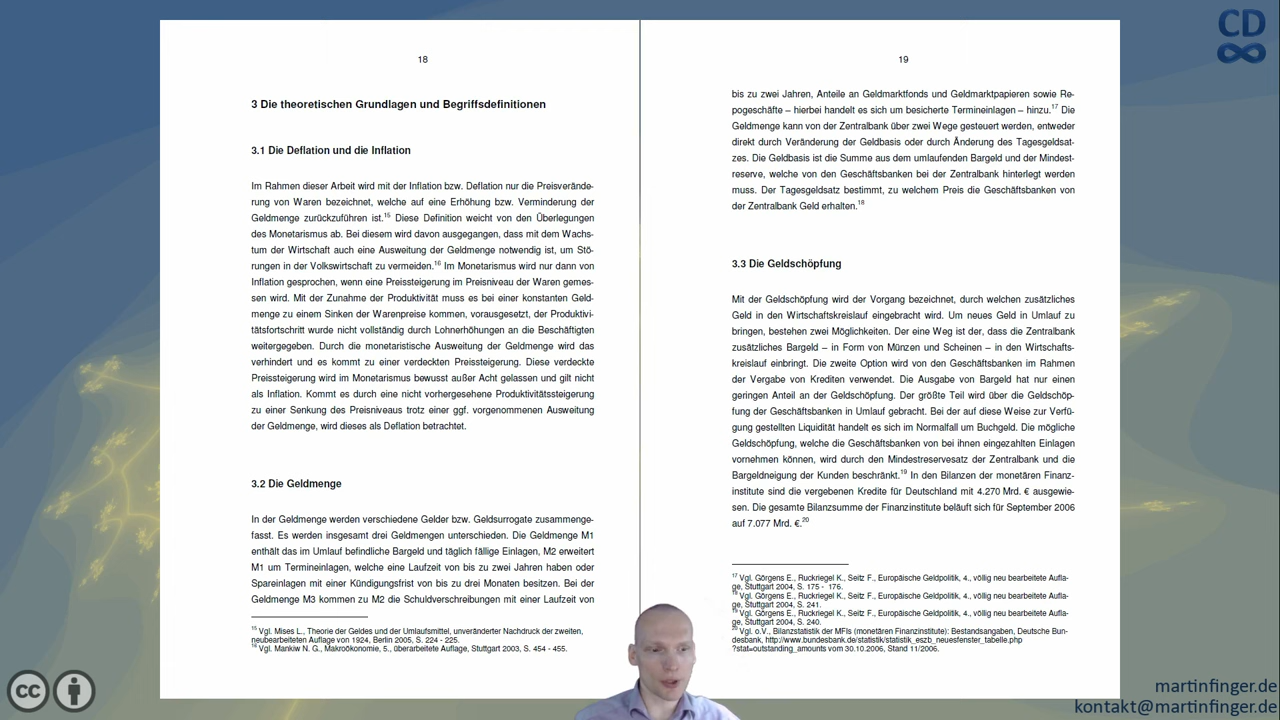 18
3 Die theoretischen Grundlagen und Begriffsdefinitionen
3.1 Die Deflation und die Inflation
Im Rahmen dieser Arbeit wird mit der Inflation bzw. Deflation nur die Preisverände-
rung von Waren bezeichnet, welche auf eine Erhöhung bzw. Verminderung der
Geldmenge zurückzuführen ist.15 Diese Definition weicht von den Überlegungen
des Monetarismus ab. Bei diesem wird davon ausgegangen, dass mit dem Wachs-
tum der Wirtschaft auch eine Ausweitung der Geldmenge notwendig ist, um Stö-
rungen in der Volkswirtschaft zu vermeiden.16 Im Monetarismus wird nur dann von
Inflation gesprochen, wenn eine Preissteigerung im Preisniveau der Waren gemes-
sen wird. Mit der Zunahme der Produktivität muss es bei einer konstanten Geld-
menge zu einem Sinken der Warenpreise kommen, vorausgesetzt, der Produktivi-
tätsfortschritt wurde nicht vollständig durch Lohnerhöhungen an die Beschäftigten
weitergegeben. Durch die monetaristische Ausweitung der Geldmenge wird das
verhindert und es kommt zu einer verdeckten Preissteigerung. Diese verdeckte
Preissteigerung wird im Monetarismus bewusst außer Acht gelassen und gilt nicht
als Inflation. Kommt es durch eine nicht vorhergesehene Produktivitätssteigerung
zu einer Senkung des Preisniveaus trotz einer ggf. vorgenommenen Ausweitung
der Geldmenge, wird dieses als Deflation betrachtet.
3.2 Die Geldmenge
In der Geldmenge werden verschiedene Gelder bzw. Geldsurrogate zusammenge-
fasst. Es werden insgesamt drei Geldmengen unterschieden. Die Geldmenge M1
enthält das im Umlauf befindliche Bargeld und täglich fällige Einlagen, M2 erweitert
M1 um Termineinlagen, welche eine Laufzeit von bis zu zwei Jahren haben oder
Spareinlagen mit einer Kündigungsfrist von bis zu drei Monaten besitzen. Bei der
Geldmenge M3 kommen zu M2 die Schuldverschreibungen mit einer Laufzeit von
15 Vgl. Mises L., Theorie der Geldes und der Umlaufsmittel, unveränderter Nachdruck der zweiten,
neubearbeiteten Auflage von 1924, Berlin 2005, S. 224 - 225.
16 Vgl. Mankiw N. G., Makroökonomie, 5., überarbeitete Auflage, Stuttgart 2003, S. 454 - 455.
19
bis zu zwei Jahren, Anteile an Geldmarktfonds und Geldmarktpapieren sowie Re-
pogeschäfte – hierbei handelt es sich um besicherte Termineinlagen – hinzu.17 Die
Geldmenge kann von der Zentralbank über zwei Wege gesteuert werden, entweder
direkt durch Veränderung der Geldbasis oder durch Änderung des Tagesgeldsat-
zes. Die Geldbasis ist die Summe aus dem umlaufenden Bargeld und der Mindest-
reserve, welche von den Geschäftsbanken bei der Zentralbank hinterlegt werden
muss. Der Tagesgeldsatz bestimmt, zu welchem Preis die Geschäftsbanken von
der Zentralbank Geld erhalten.18
3.3 Die Geldschöpfung
Mit der Geldschöpfung wird der Vorgang bezeichnet, durch welchen zusätzliches
Geld in den Wirtschaftskreislauf eingebracht wird. Um neues Geld in Umlauf zu
bringen, bestehen zwei Möglichkeiten. Der eine Weg ist der, dass die Zentralbank
zusätzliches Bargeld – in Form von Münzen und Scheinen – in den Wirtschafts-
kreislauf einbringt. Die zweite Option wird von den Geschäftsbanken im Rahmen
der Vergabe von Krediten verwendet. Die Ausgabe von Bargeld hat nur einen
geringen Anteil an der Geldschöpfung. Der größte Teil wird über die Geldschöp-
fung der Geschäftsbanken in Umlauf gebracht. Bei der auf diese Weise zur Verfü-
gung gestellten Liquidität handelt es sich im Normalfall um Buchgeld. Die mögliche
Geldschöpfung, welche die Geschäftsbanken von bei ihnen eingezahlten Einlagen
vornehmen können, wird durch den Mindestreservesatz der Zentralbank und die
Bargeldneigung der Kunden beschränkt.19 In den Bilanzen der monetären Finanz-
institute sind die vergebenen Kredite für Deutschland mit 4.270 Mrd. € ausgewie-
sen. Die gesamte Bilanzsumme der Finanzinstitute beläuft sich für September 2006
auf 7.077 Mrd. €.20
17 Vgl. Görgens E., Ruckriegel K., Seitz F., Europäische Geldpolitik, 4., völlig neu bearbeitete Aufla-
ge, Stuttgart 2004, S. 175 - 176.
18 Vgl. Görgens E., Ruckriegel K., Seitz F., Europäische Geldpolitik, 4., völlig neu bearbeitete Aufla-
ge, Stuttgart 2004, S. 241.
19 Vgl. Görgens E., Ruckriegel K., Seitz F., Europäische Geldpolitik, 4., völlig neu bearbeitete Aufla-
ge, Stuttgart 2004, S. 240.
20 Vgl. o.V., Bilanzstatistik der MFIs (monetären Finanzinstitute): Bestandsangaben, Deutsche Bun-
desbank, http://www.bundesbank.de/statistik/statistik_eszb_neuesfenster_tabelle.php
?stat=outstanding_amounts vom 30.10.2006, Stand 11/2006.
CD
cc
martinfinger.de
kontakt@martinfinger.de